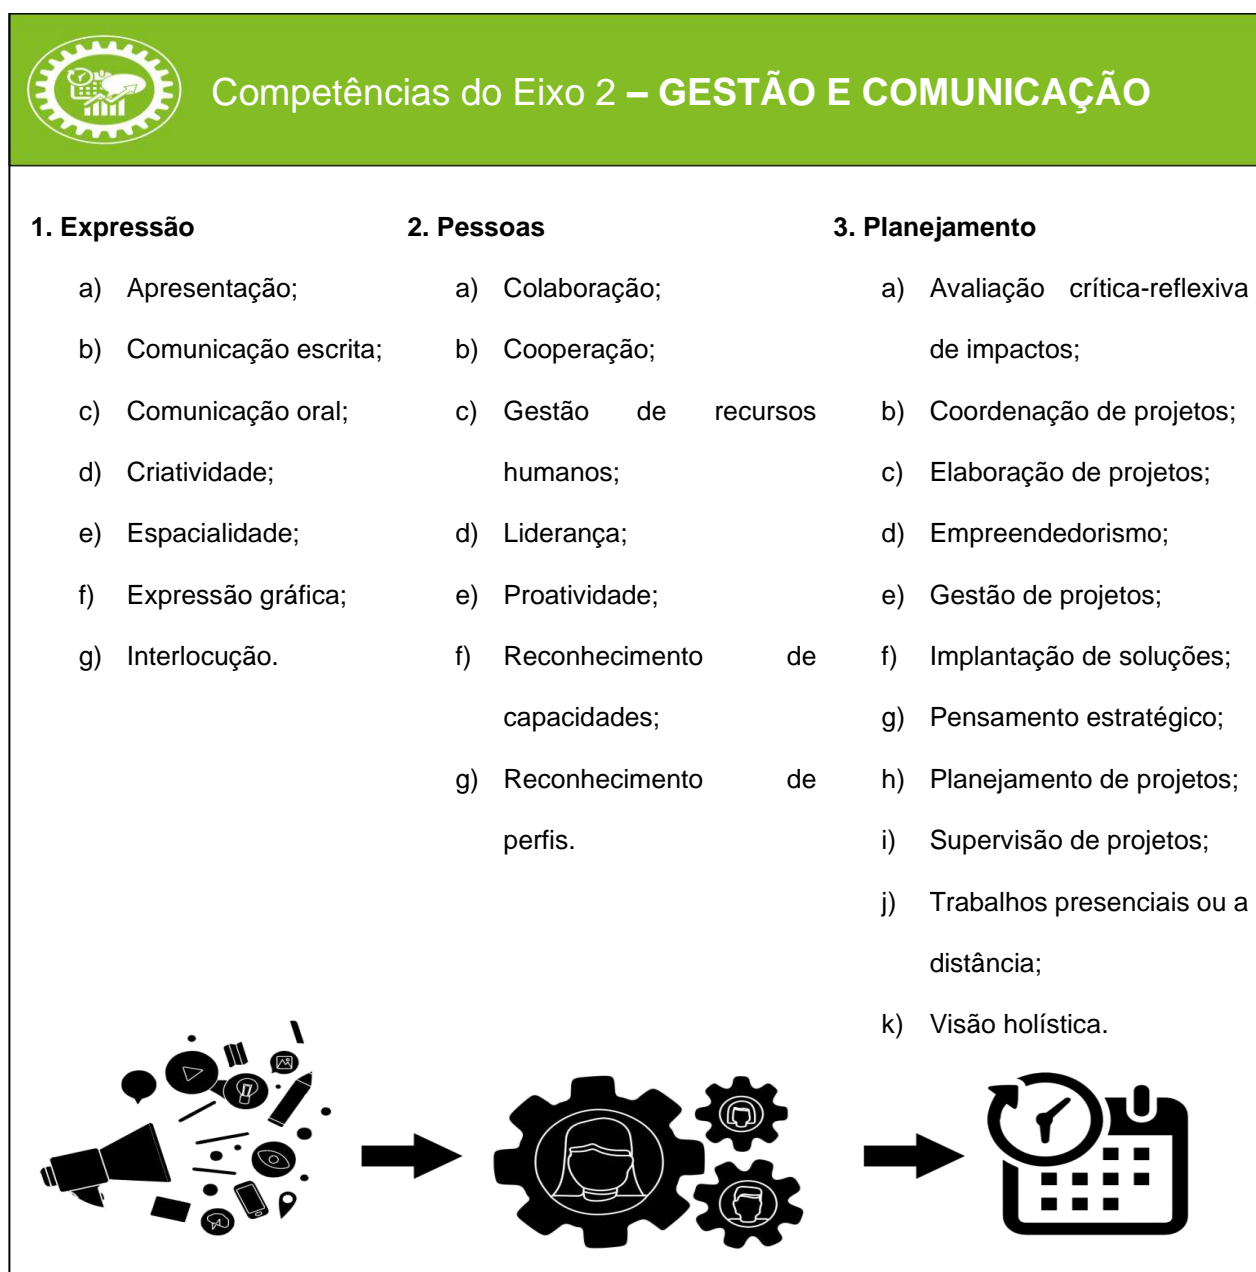 Competências do Eixo 2 – GESTÃO E COMUNICAÇÃO
1. Expressão
a) Apresentação;
b) Comunicação escrita;
c) Comunicação oral;
d) Criatividade;
e) Espacialidade;
f) Expressão gráfica;
g) Interlocução.
2. Pessoas
a) Colaboração;
b) Cooperação;
c) Gestão de recursos
humanos;
d) Liderança;
e) Proatividade;
f) Reconhecimento de
capacidades;
g) Reconhecimento de
perfis.
3. Planejamento
a) Avaliação crítica-reflexiva
de impactos;
b) Coordenação de projetos;
c) Elaboração de projetos;
d) Empreendedorismo;
e) Gestão de projetos;
f) Implantação de soluções;
g) Pensamento estratégico;
h) Planejamento de projetos;
i) Supervisão de projetos;
j) Trabalhos presenciais ou a
distância;
k) Visão holística.